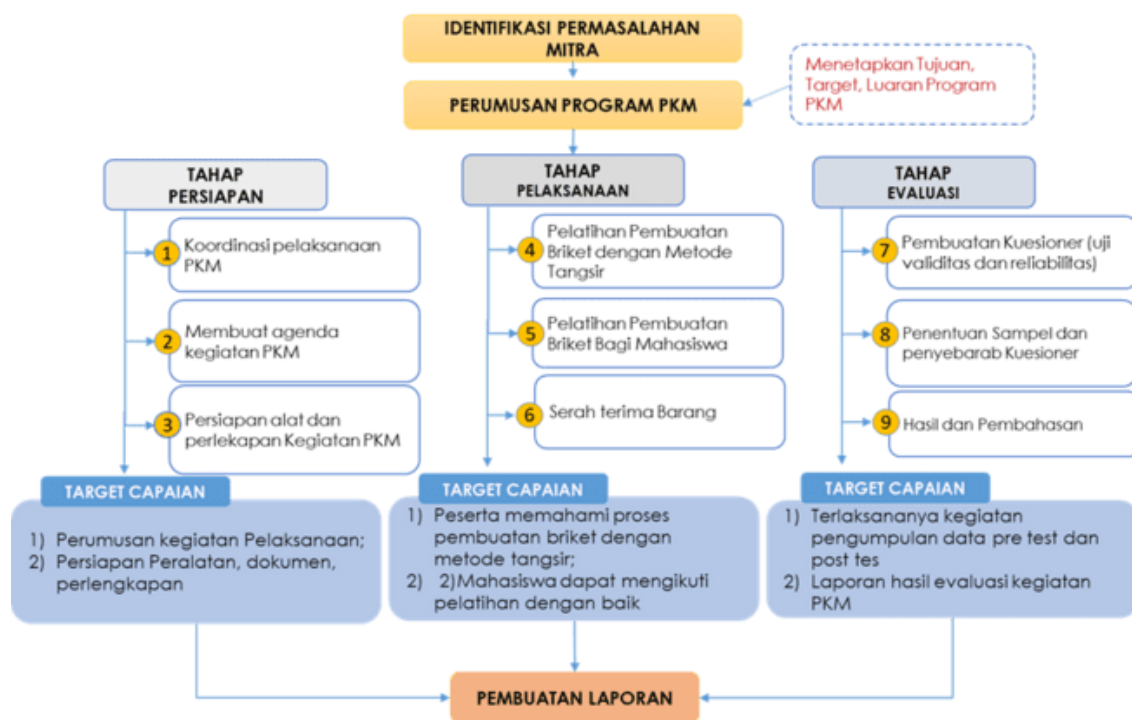 IDENTIFIKASI PERMASALAHAN
MITRA
Menetapkan Tujuan,
Target, Luaran Program
PKM
PERUMUSAN PROGRAM PKM
TAHAP
PERSIAPAN
1
Koordinasi pelaksanaan
PKM
2
Membuat agenda
kegiatan PKM
3
Persiapan alat dan
perlekapan Kegiatan PKM
TARGET CAPAIAN
1) Perumusan kegiatan Pelaksanaan;
2) Persiapan Peralatan, dokumen,
perlengkapan
TAHAP
PELAKSANAAN
4
Pelatihan Pembuatan
Briket dengan Metode
Tangsir
5
Pelatihan Pembuatan
Briket Bagi Mahasiswa
6
Serah terima Barang
TARGET CAPAIAN
1) Peserta memahami proses
pembuatan briket dengan
metode tangsir;
2) 2)Mahasiswa dapat mengikuti
pelatihan dengan baik
TAHAP
EVALUASI
7
Pembuatan Kuesioner (uji
validitas dan reliabilitas)
8
Penentuan Sampel dan
penyebarab Kuesioner
9
Hasil dan Pembahasan
TARGET CAPAIAN
1) Terlaksananya kegiatan
pengumpulan data pre test dan
post tes
2) Laporan hasil evaluasi kegiatan
PKM
PEMBUATAN LAPORAN